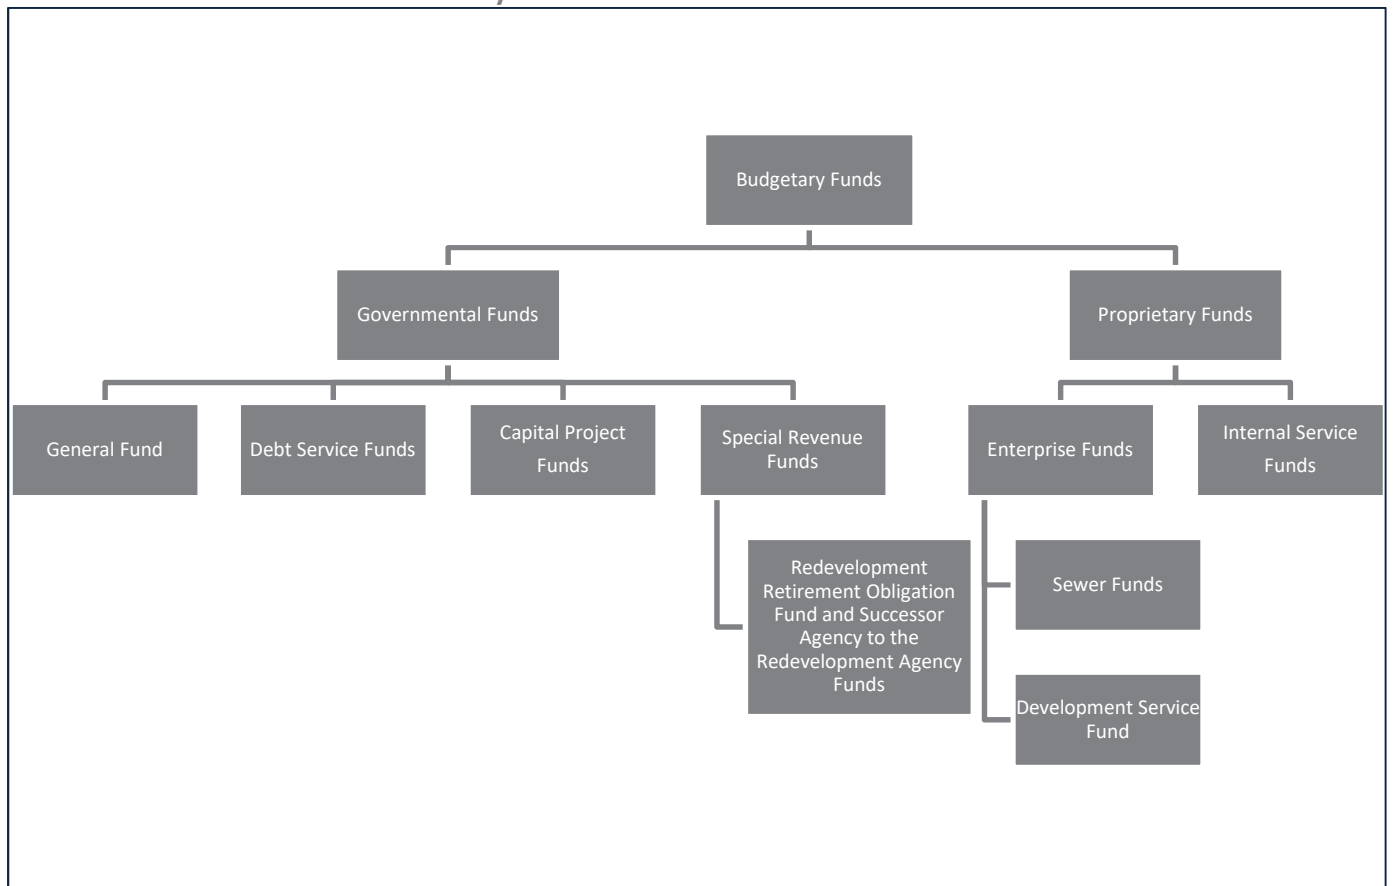 Budgetary Funds
Governmental Funds
Proprietary Funds
General Fund
Debt Service Funds
Capital Project
Funds
Special Revenue
Funds
Enterprise Funds
Internal Service
Funds
Redevelopment
Retirement Obligation
Fund and Successor
Agency to the
Redevelopment Agency
Funds
Sewer Funds
Development Service
Fund